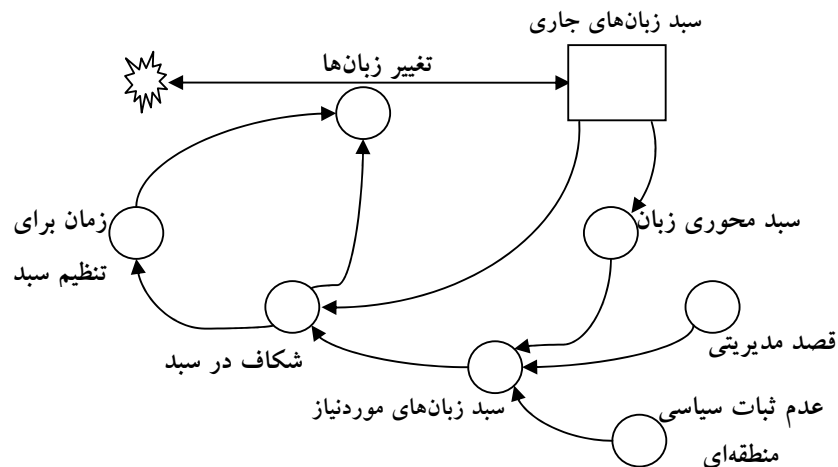 سبد زبان‌های جاری
تغییر زبان‌ها
زمان برای
تنظیم سبد
سبد محوری زبان
قصد مدیریتی
شکاف در سبد
سبد زبان‌های موردنیاز
عدم ثبات سیاسی
منطقه‌ای